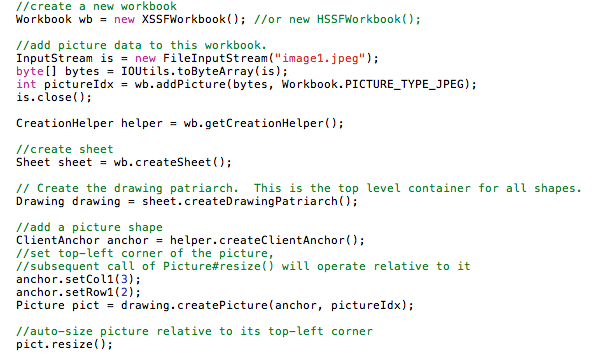 //create a new workbook
Workbook wb = new XSSFWorkbook(); //or new HSSFWorkbook();
//add picture data to this workbook.
InputStream is = new FileInputStream("image1.jpeg");
byte[] bytes = IOUtils.toByteArray(is);
int pictureIdx = wb.addPicture(bytes, Workbook.PICTURE_TYPE_JPEG);
is.close();
CreationHelper helper = wb.getCreationHelper();
//create sheet
Sheet sheet = wb.createSheet();
// Create the drawing patriarch.  This is the top level container for all shapes.
Drawing drawing = sheet.createDrawingPatriarch();
//add a picture shape
ClientAnchor anchor = helper.createClientAnchor();
//set top-left corner of the picture,
//subsequent call of Picture#resize() will operate relative to it
anchor.setCol1(3);
anchor.setRow1(2);
Picture pict = drawing.createPicture(anchor, pictureIdx);
//auto-size picture relative to its top-left corner
pict.resize();